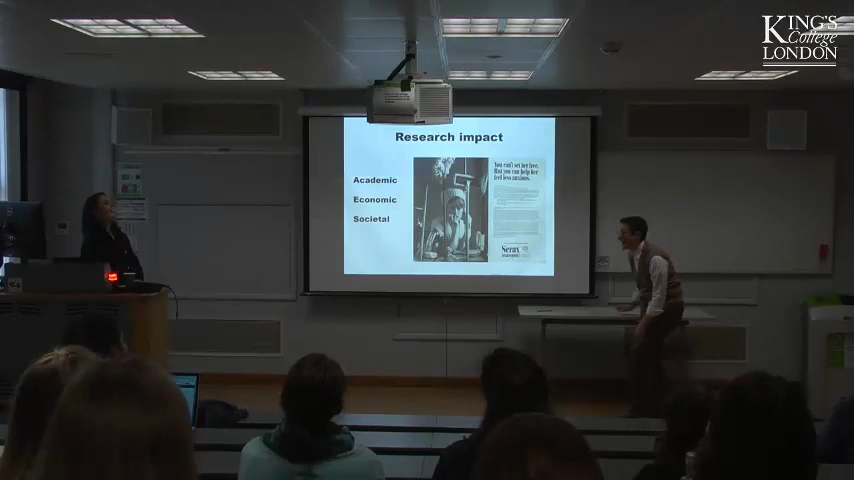 KING'S
College
LONDON
Research impact
Academic
Economic
Societal
You can't set her free.
But you can help her
feel less anxious.
Serax